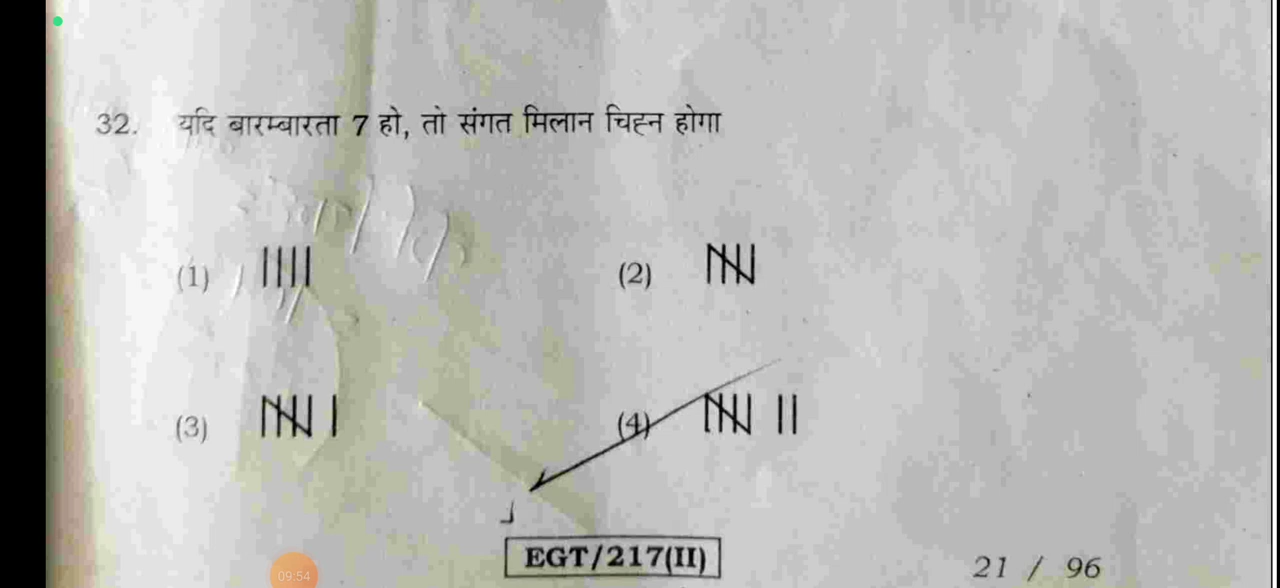 32. यदि बारम्बारता 7 हो, तो संगत मिलान चिह्न होगा
(1) ||||
(2)
(3)
(4)
EGT/217(II)
21 / 96
09:54